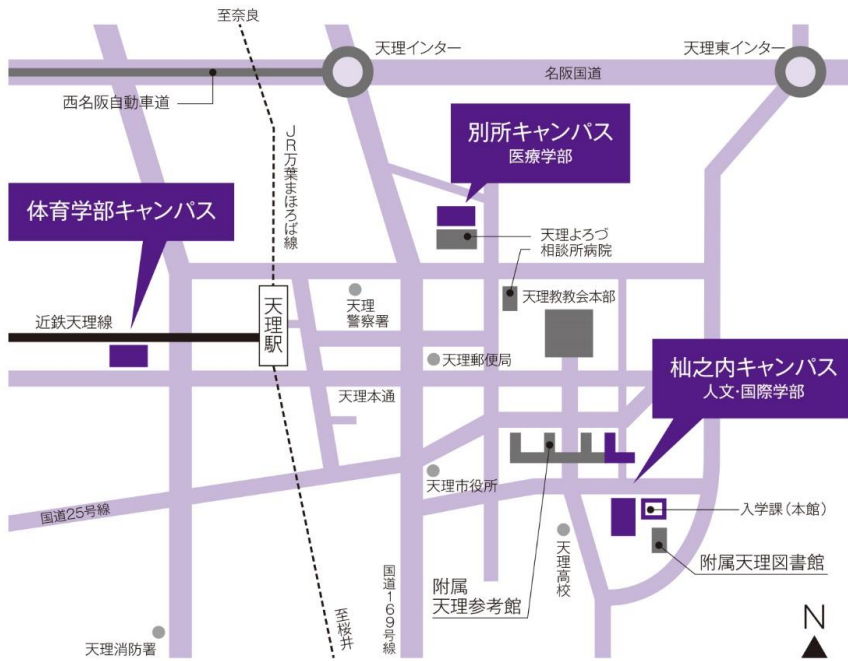 至奈良
天理インター
天理東インター
名阪国道
西名阪自動車道
JR万葉まほろば線
別所キャンパス
医療学部
体育学部キャンパス
天理よろづ
相談所病院
天理
警察署
天理教教会本部
近鉄天理線
天理駅
天理郵便局
杣之内キャンパス
人文・国際学部
天理本通
天理市役所
国道25号線
入学課(本館)
附属天理図書館
天理高校
附属
天理参考館
国道169号線
至桜井
天理消防署
N